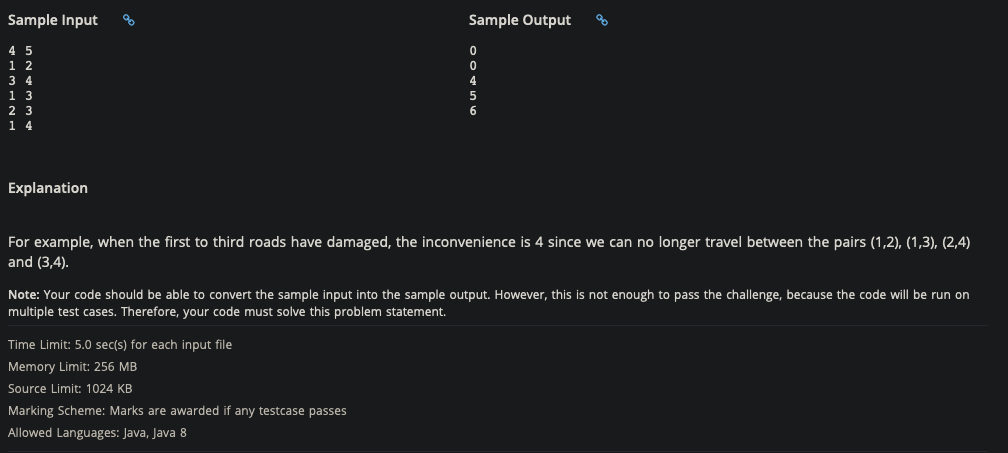 Sample Input
Sample Output
4 5
1 2
3 4
1 3
2 3
1 4
0
0
4
5
6
Explanation
For example, when the first to third roads have damaged, the inconvenience is 4 since we can no longer travel between the pairs (1,2), (1,3), (2,4)
and (3,4).
Note: Your code should be able to convert the sample input into the sample output. However, this is not enough to pass the challenge, because the code will be run on
multiple test cases. Therefore, your code must solve this problem statement.
Time Limit: 5.0 sec(s) for each input file
Memory Limit: 256 MB
Source Limit: 1024 KB
Marking Scheme: Marks are awarded if any testcase passes
Allowed Languages: Java, Java 8